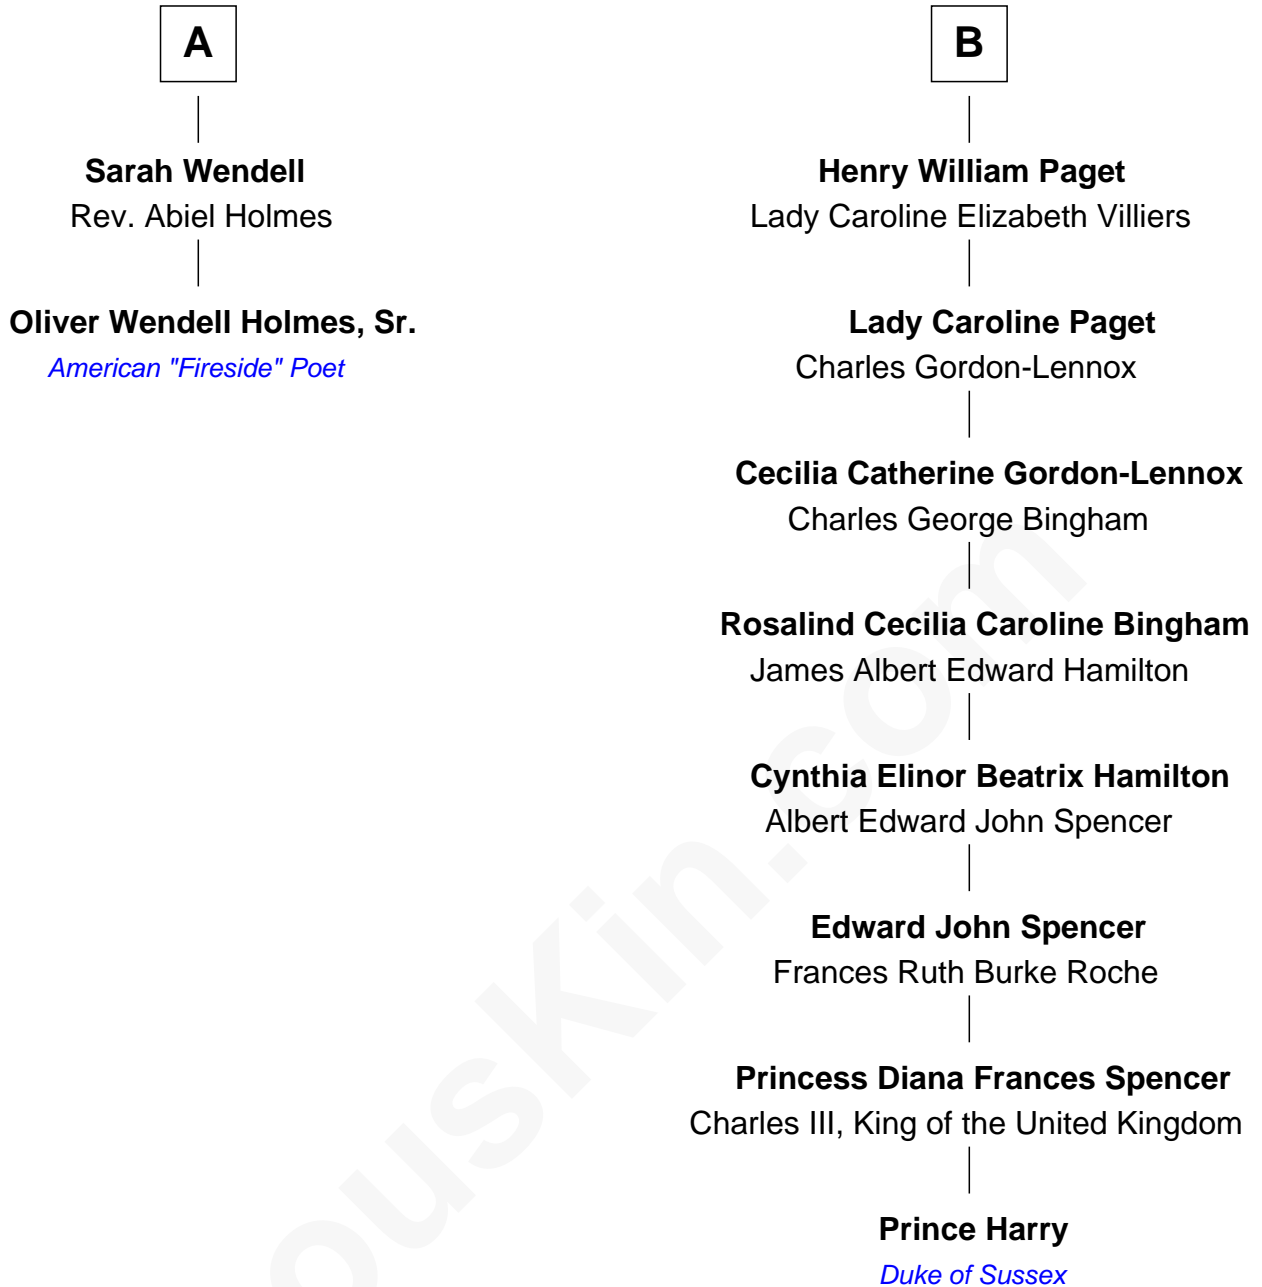 A
Sarah Wendell
Rev. Abiel Holmes
Oliver Wendell Holmes, Sr.
American "Fireside" Poet
B
Henry William Paget
Lady Caroline Elizabeth Villiers
Lady Caroline Paget
Charles Gordon-Lennox
Cecilia Catherine Gordon-Lennox
Charles George Bingham
Rosalind Cecilia Caroline Bingham
James Albert Edward Hamilton
Cynthia Elinor Beatrix Hamilton
Albert Edward John Spencer
Edward John Spencer
Frances Ruth Burke Roche
Princess Diana Frances Spencer
Charles III, King of the United Kingdom
Prince Harry
Duke of Sussex
ousKin.com